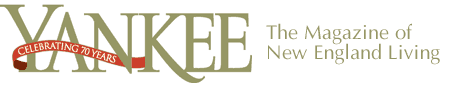 YANKEE
CELEBRATING 70 YEARS
The Magazine of
New England Living